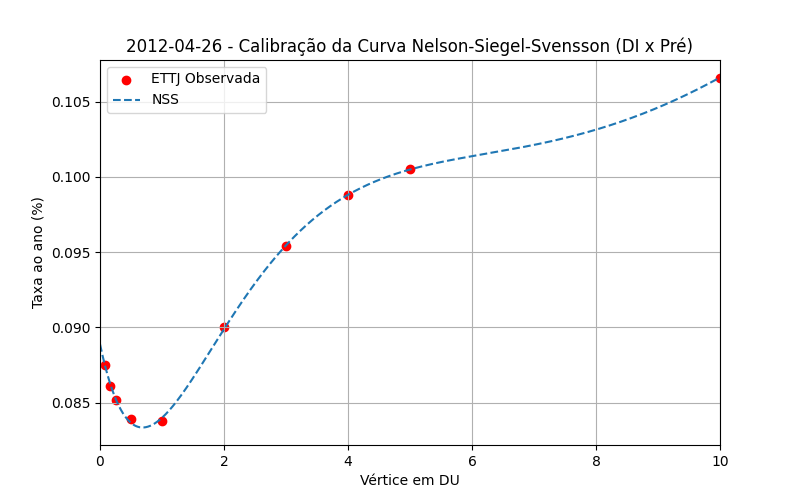 2012-04-26 - Calibração da Curva Nelson-Siegel-Svensson (DI x Pré)
ETTJ Observada
NSS
0.105
0.100
0.095
0.090
0.085
Taxa ao ano (%)
0 2 4 6 8 10
Vértice em DU